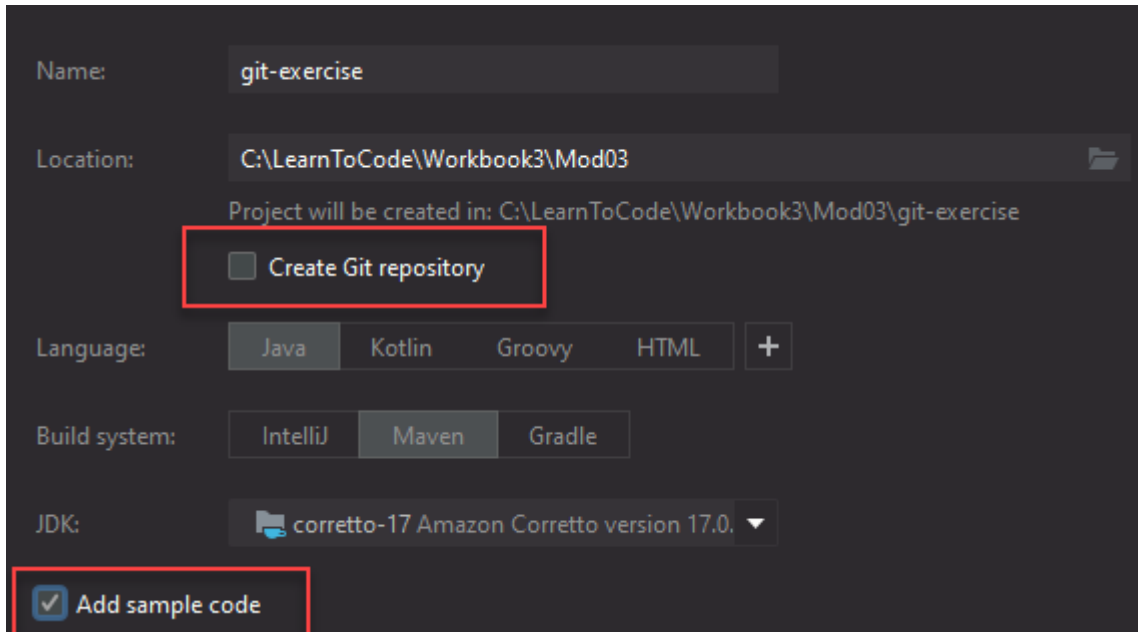 Name: git-exercise
Location: C:\LearnToCode\Workbook3\Mod03
Project will be created in: C:\LearnToCode\Workbook3\Mod03\git-exercise
Create Git repository
Language: Java Kotlin Groovy HTML +
Build system: IntelliJ Maven Gradle
JDK: corretto-17 Amazon Corretto version 17.0.
Add sample code